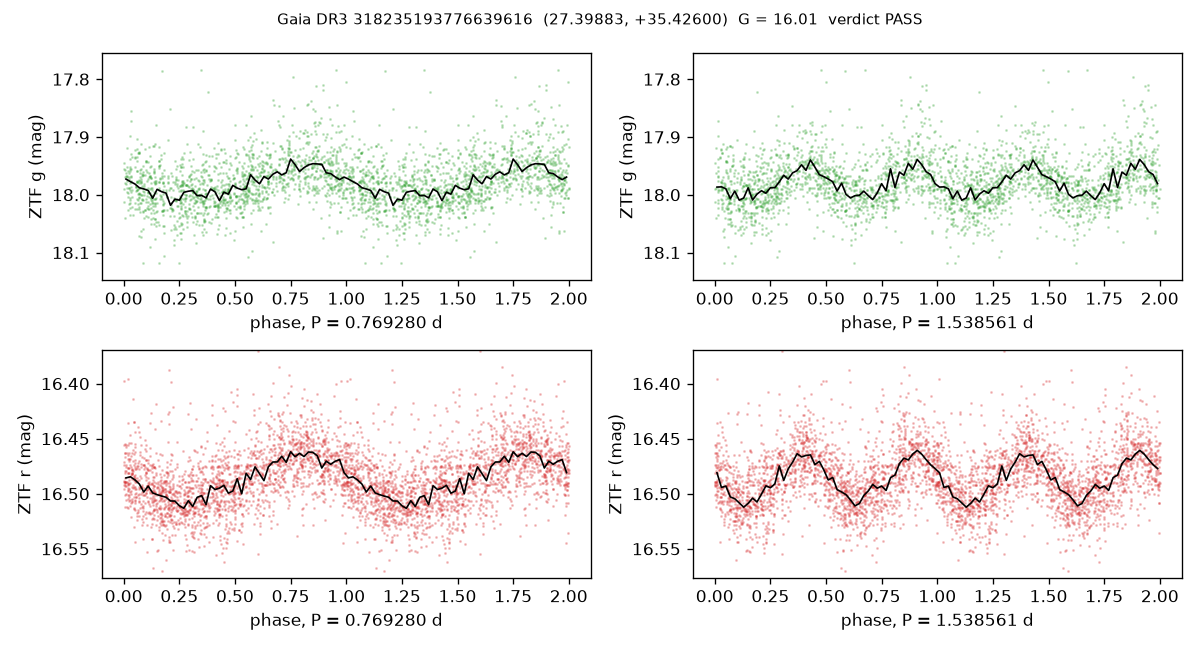 Gaia DR3 318235193776639616 (27.39883, +35.42600) G = 16.01 verdict PASS
ZTF g (mag)
17.8
17.9
18.0
18.1
0.00 0.25 0.50 0.75 1.00 1.25 1.50 1.75 2.00
phase, P = 0.769280 d
ZTF g (mag)
17.8
17.9
18.0
18.1
0.00 0.25 0.50 0.75 1.00 1.25 1.50 1.75 2.00
phase, P = 1.538561 d
ZTF r (mag)
16.40
16.45
16.50
16.55
0.00 0.25 0.50 0.75 1.00 1.25 1.50 1.75 2.00
phase, P = 0.769280 d
ZTF r (mag)
16.40
16.45
16.50
16.55
0.00 0.25 0.50 0.75 1.00 1.25 1.50 1.75 2.00
phase, P = 1.538561 d